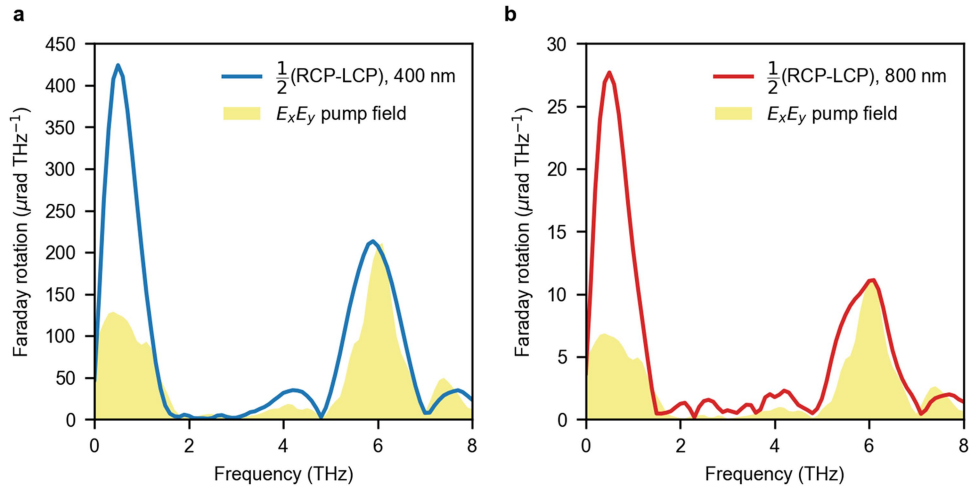 a
450
400
350
300
250
200
150
100
50
0
Faraday rotation (μrad THz⁻¹)
½(RCP-LCP), 400 nm
EₓEᵧ pump field
0 2 4 6 8
Frequency (THz)
b
30
25
20
15
10
5
0
Faraday rotation (μrad THz⁻¹)
½(RCP-LCP), 800 nm
EₓEᵧ pump field
0 2 4 6 8
Frequency (THz)